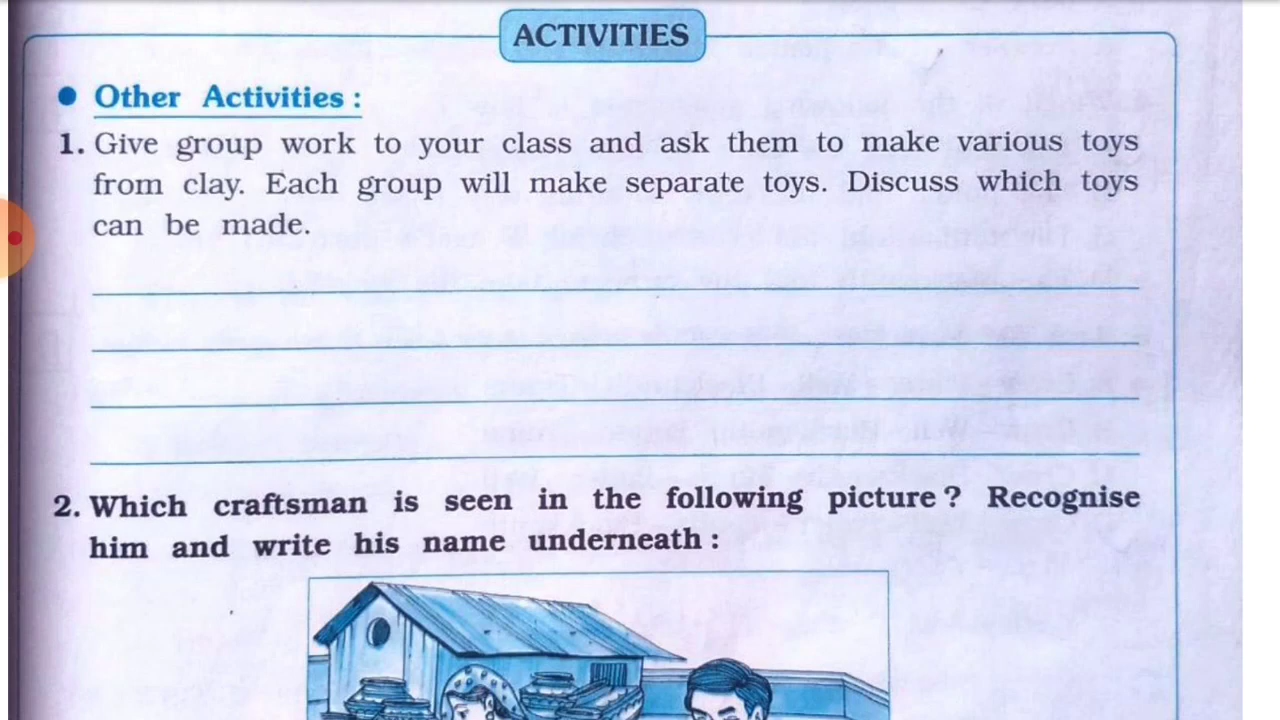 ACTIVITIES
• Other Activities :
1. Give group work to your class and ask them to make various toys
from clay. Each group will make separate toys. Discuss which toys
can be made.
2. Which craftsman is seen in the following picture ? Recognise
him and write his name underneath :